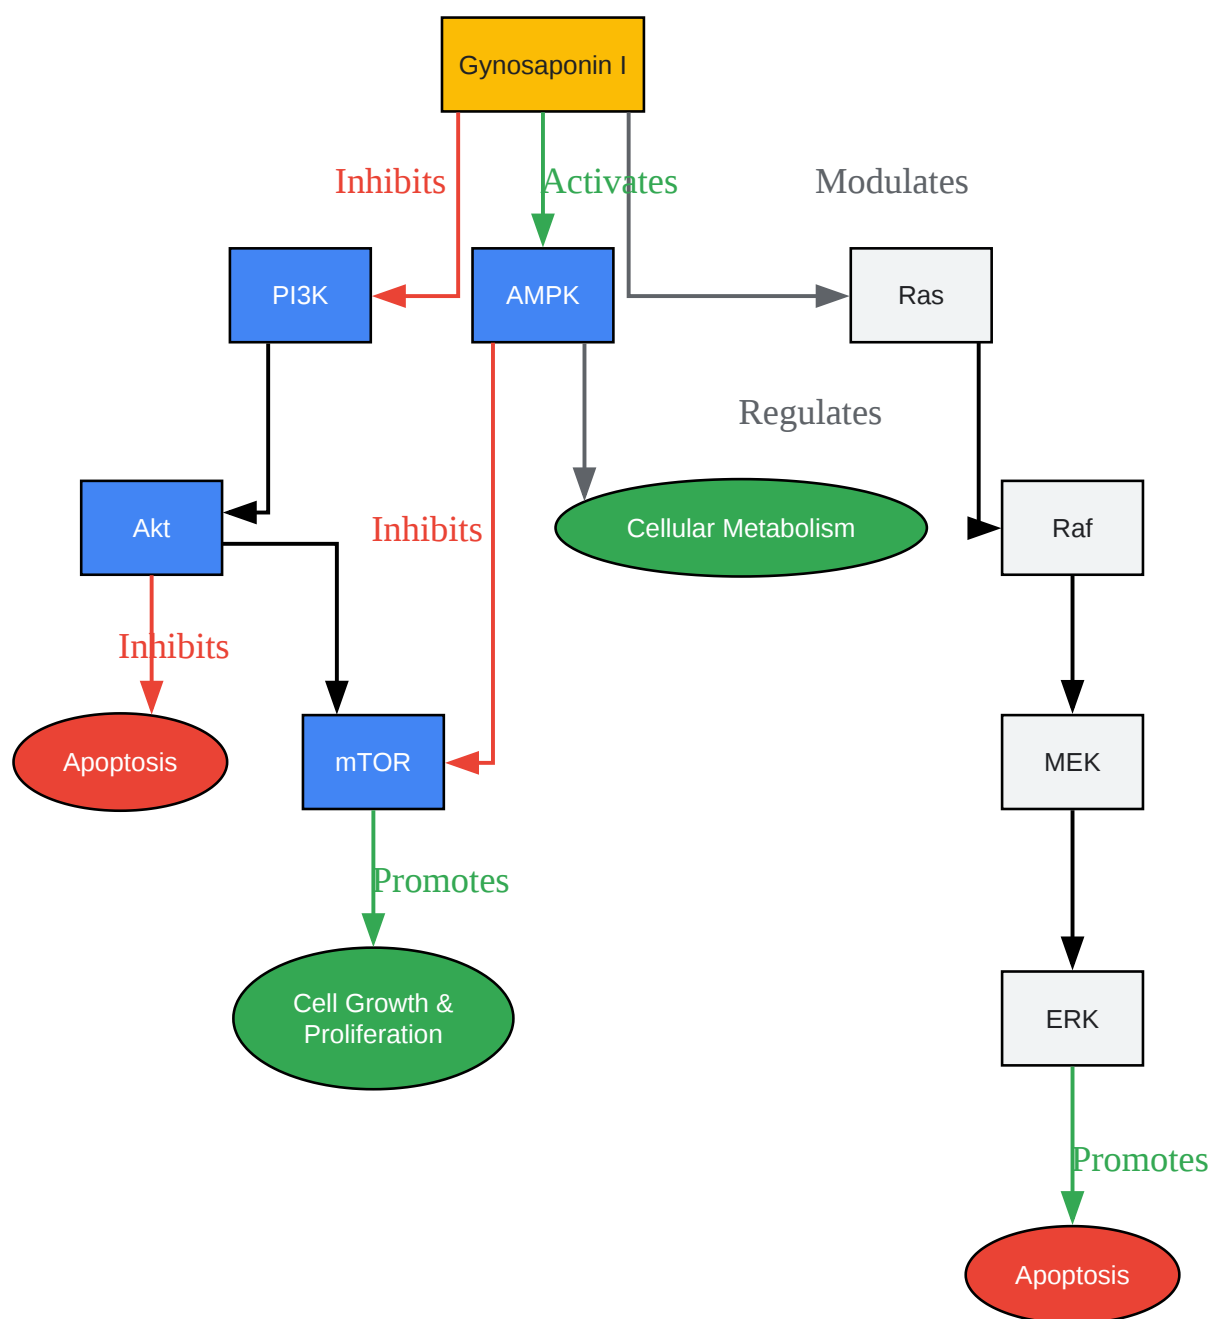 Gynosaponin I
Inhibits
Activates
Modulates
PI3K
AMPK
Ras
Regulates
Akt
Inhibits
Cellular Metabolism
Raf
Inhibits
Apoptosis
mTOR
MEK
Promotes
Cell Growth &
Proliferation
ERK
Promotes
Apoptosis